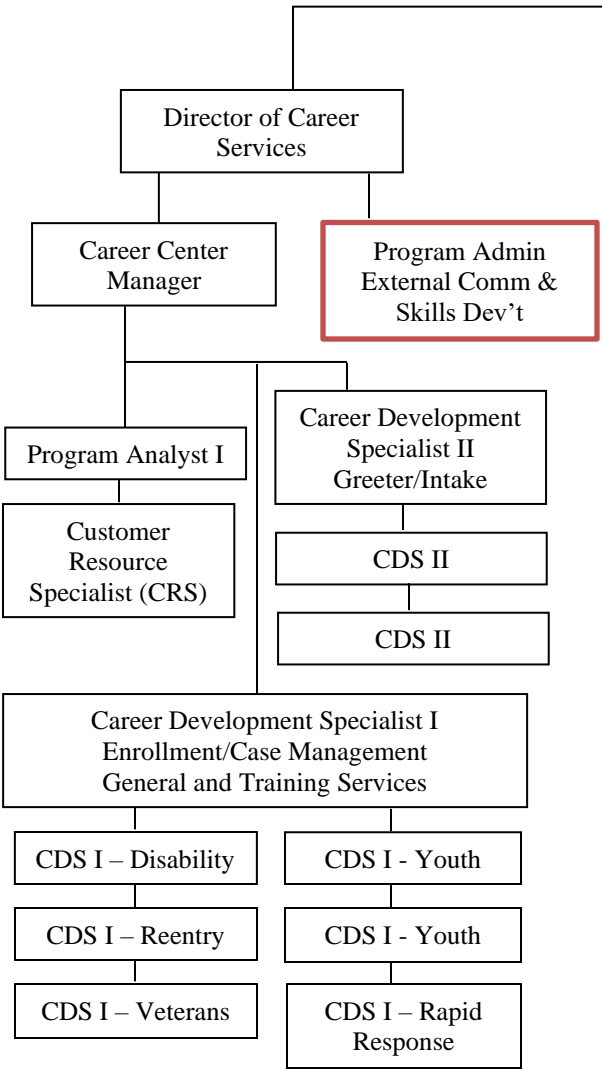 Director of Career
Services
Career Center
Manager
Program Admin
External Comm &
Skills Dev’t
Program Analyst I
Career Development
Specialist II
Greeter/Intake
Customer
Resource
Specialist (CRS)
CDS II
CDS II
Career Development Specialist I
Enrollment/Case Management
General and Training Services
CDS I – Disability
CDS I - Youth
CDS I – Reentry
CDS I - Youth
CDS I – Veterans
CDS I – Rapid
Response